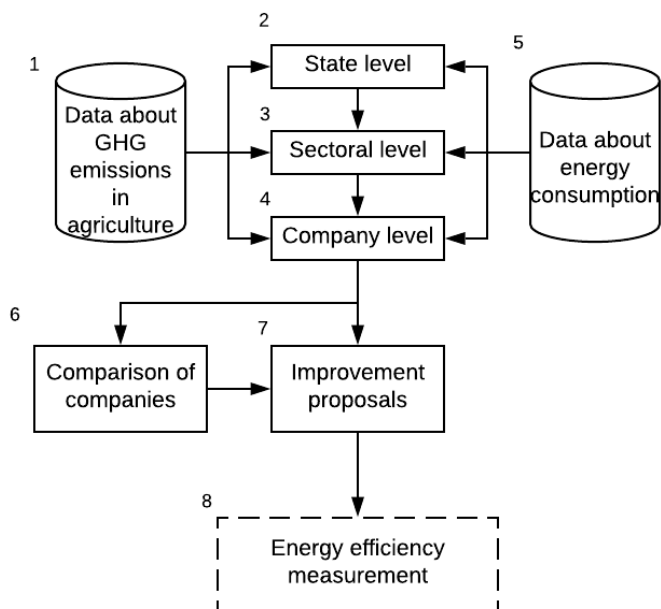 1
Data about
GHG
emissions
in
agriculture
2
State level
3
Sectoral level
4
Company level
5
Data about
energy
consumption
6
Comparison of
companies
7
Improvement
proposals
8
Energy efficiency
measurement